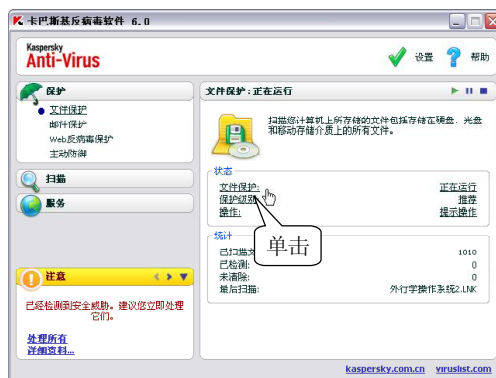 卡巴斯基反病毒软件 6.0
Kaspersky
Anti-Virus
设置
帮助
保护
文件保护
邮件保护
Web反病毒保护
主动防御
扫描
服务
注意
已经检测到安全威胁。建议您立即处理
它们。
处理所有
详细资料...
文件保护:正在运行
扫描您计算机上所存储的文件包括存储在硬盘、光盘
和移动存储介质上的所有文件。
状态
文件保护: 正在运行
保护级别 推荐
操作: 提示操作
单击
统计
已扫描文 1010
已检测: 0
未清除: 0
最后扫描: 外行学操作系统2.LNK
kaspersky.com.cn viruslist.com